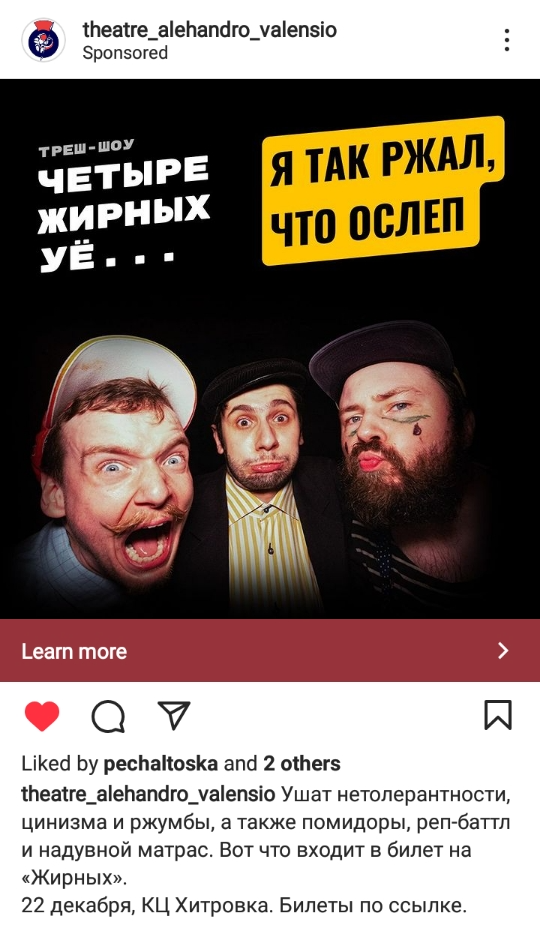 theatre_alehandro_valensio
Sponsored
ТРЕШ-ШОУ
ЧЕТЫРЕ
ЖИРНЫХ
УЁ...
Я ТАК РЖАЛ,
ЧТО ОСЛЕП
Learn more
Liked by pechaltoska and 2 others
theatre_alehandro_valensio Ушат нетолерантности,
цинизма и ржумбы, а также помидоры, реп-баттл
и надувной матрас. Вот что входит в билет на
«Жирных».
22 декабря, КЦ Хитровка. Билеты по ссылке.